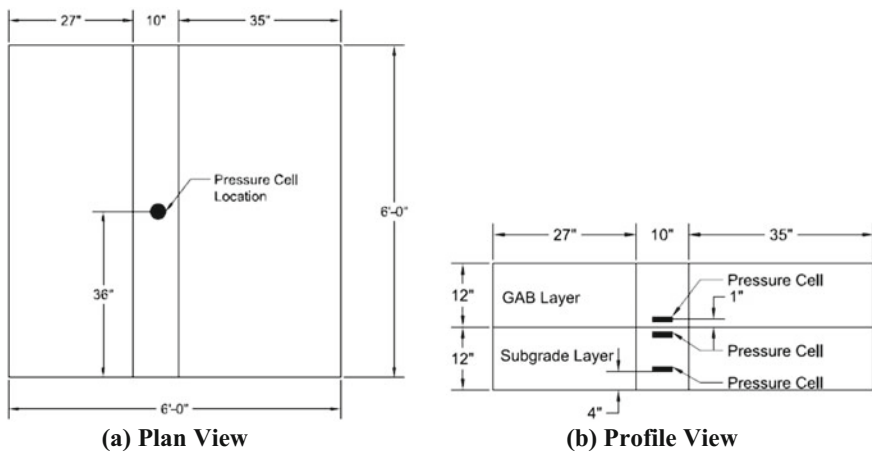 27"
10"
35"
Pressure Cell
Location
6'-0"
36"
6'-0"
(a) Plan View
27"
10"
35"
12"
GAB Layer
Pressure Cell
1"
12"
Subgrade Layer
Pressure Cell
Pressure Cell
4"
(b) Profile View